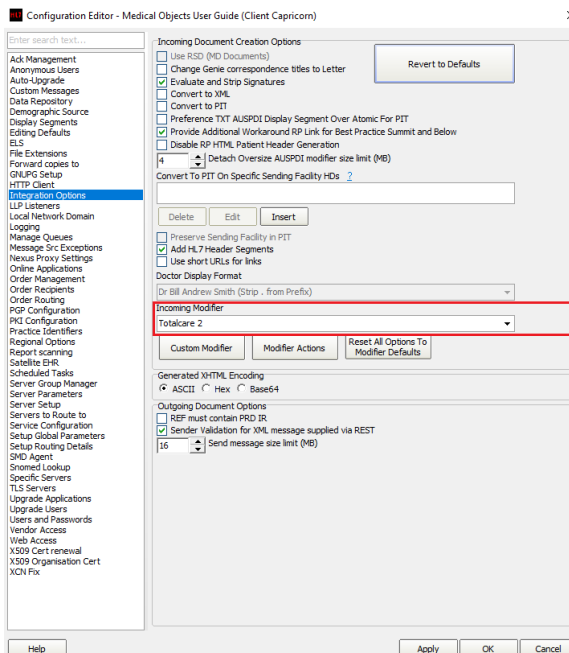 Configuration Editor - Medical Objects User Guide (Client Capricorn)
Enter search text...
Ack Management
Anonymous Users
Auto-Upgrade
Custom Messages
Data Repository
Demographic Source
Display Segments
Editing Defaults
ELS
File Extensions
Forward copies to
GNUPG Setup
HTTP Client
Integration Options
LLP Listeners
Local Network Domain
Logging
Manage Queues
Message Src Exceptions
Nexus Proxy Settings
Online Applications
Order Management
Order Recipients
Order Routing
PGP Configuration
PKI Configuration
Practice Identifiers
Regional Options
Report scanning
Satellite EHR
Scheduled Tasks
Server Group Manager
Server Parameters
Server Setup
Servers to Route to
Service Configuration
Setup Global Parameters
Setup Routing Details
SMD Agent
Snomed Lookup
Specific Servers
TLS Servers
Upgrade Applications
Upgrade Users
Users and Passwords
Vendor Access
Web Access
X509 Cert renewal
X509 Organisation Cert
XCN Fix
Incoming Document Creation Options
Use RSD (MD Documents)
Revert to Defaults
Change Genie correspondence titles to Letter
Evaluate and Strip Signatures
Convert to XML
Convert to PIT
Preference TXT AUSPDI Display Segment Over Atomic For PIT
Provide Additional Workaround RP Link for Best Practice Summit and Below
Disable RP HTML Patient Header Generation
4 Detach Oversize AUSPDI modifier size limit (MB)
Convert To PIT On Specific Sending Facility HDs ?
Delete Edit Insert
Preserve Sending Facility in PIT
Add HL7 Header Segments
Use short URLs for links
Doctor Display Format
Dr Bill Andrew Smith (Strip . from Prefix)
Incoming Modifier
Totalcare 2
Custom Modifier Modifier Actions Reset All Options To
Modifier Defaults
Generated XHTML Encoding
ASCII Hex Base64
Outgoing Document Options
REF must contain PRD IR
Sender Validation for XML message supplied via REST
16 Send message size limit (MB)
Help Apply OK Cancel